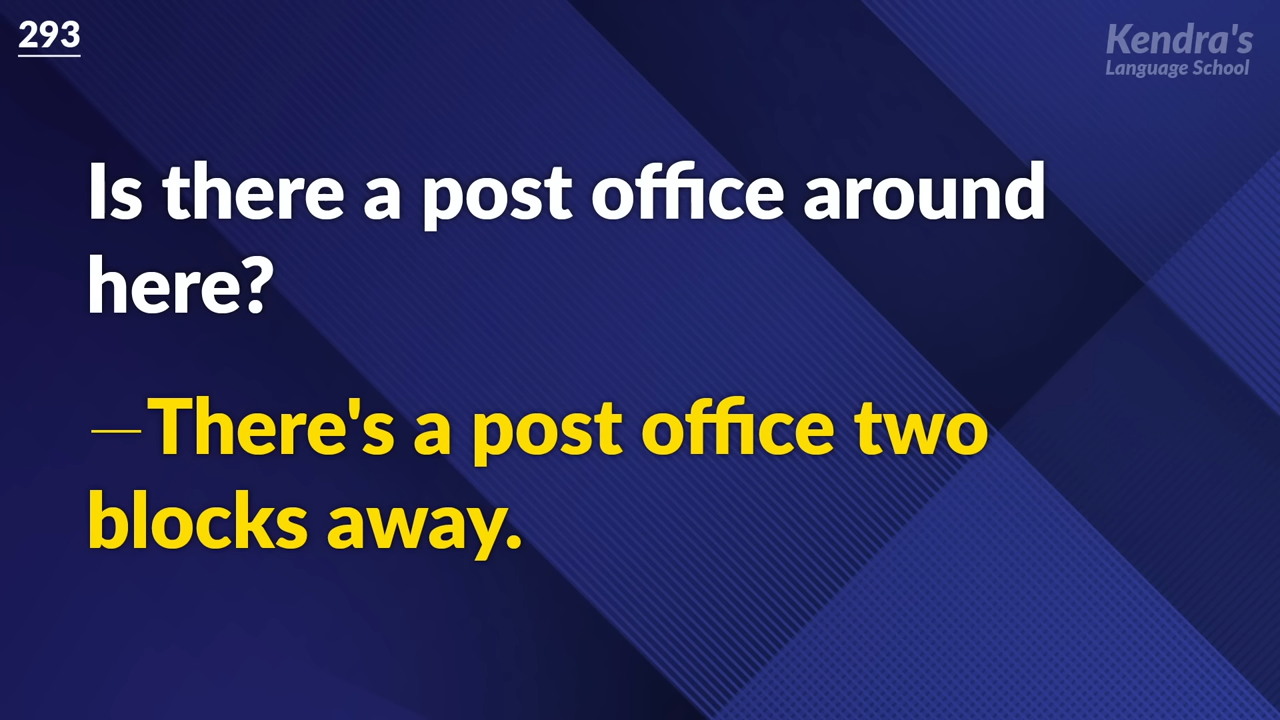 293
Kendra's
Language School
Is there a post office around
here?
—There's a post office two
blocks away.